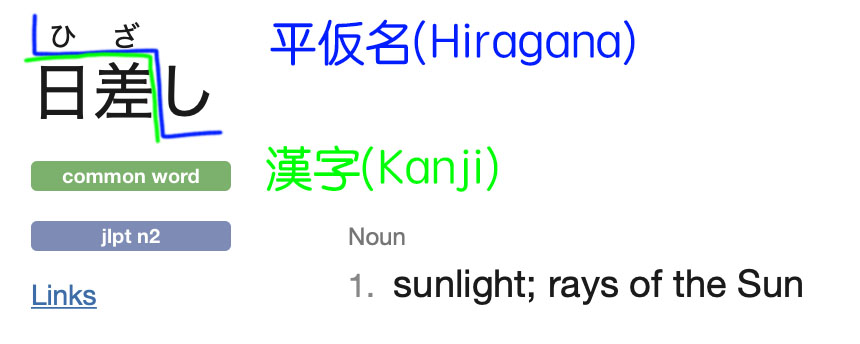 ひ ざ
日差し
平仮名(Hiragana)
common word
漢字(Kanji)
jlpt n2
Noun
Links
1. sunlight; rays of the Sun